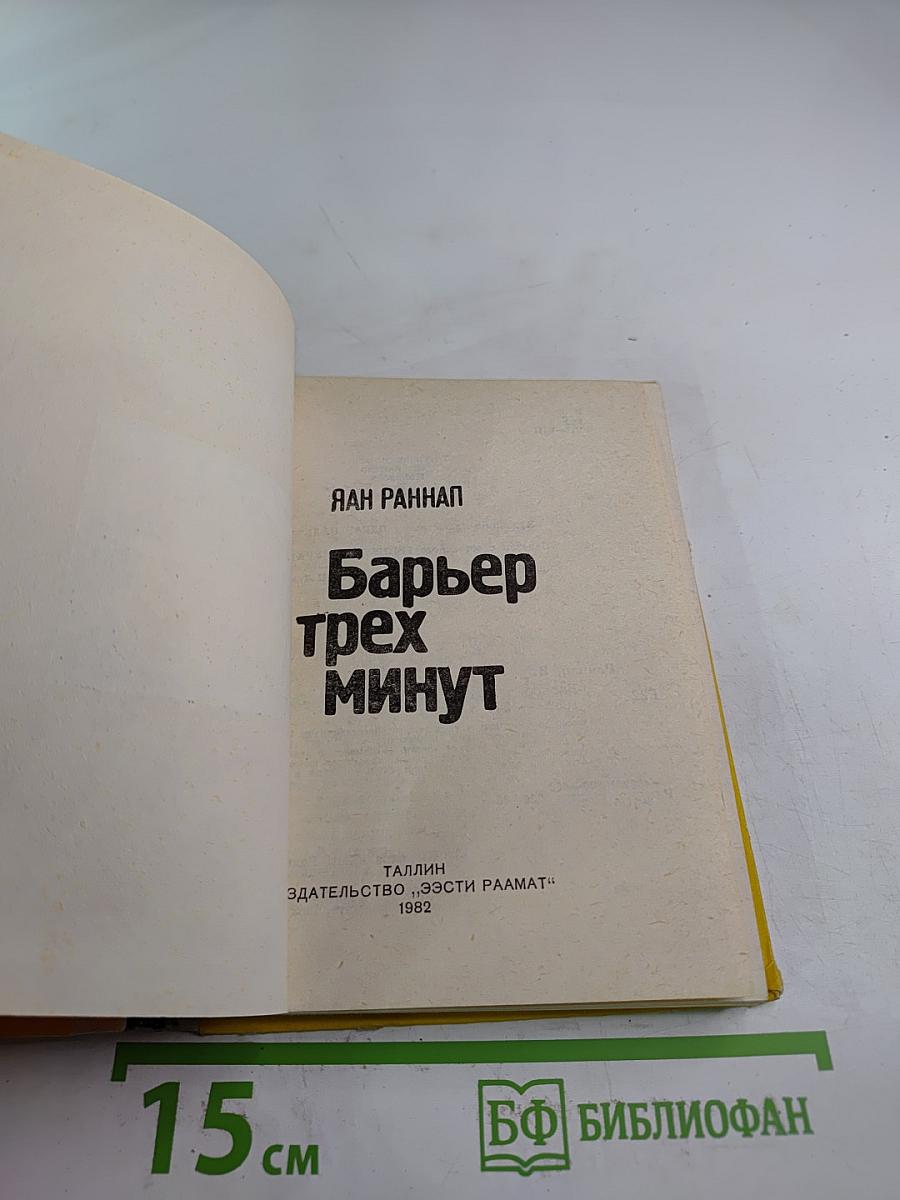 ЯАН РАННАП
Барьер
трех
минут
ТАЛЛИН
ЗДАТЕЛЬСТВО „ЭЭСТИ РААМАТ“
1982
15 см
БФ БИБЛИОФАН